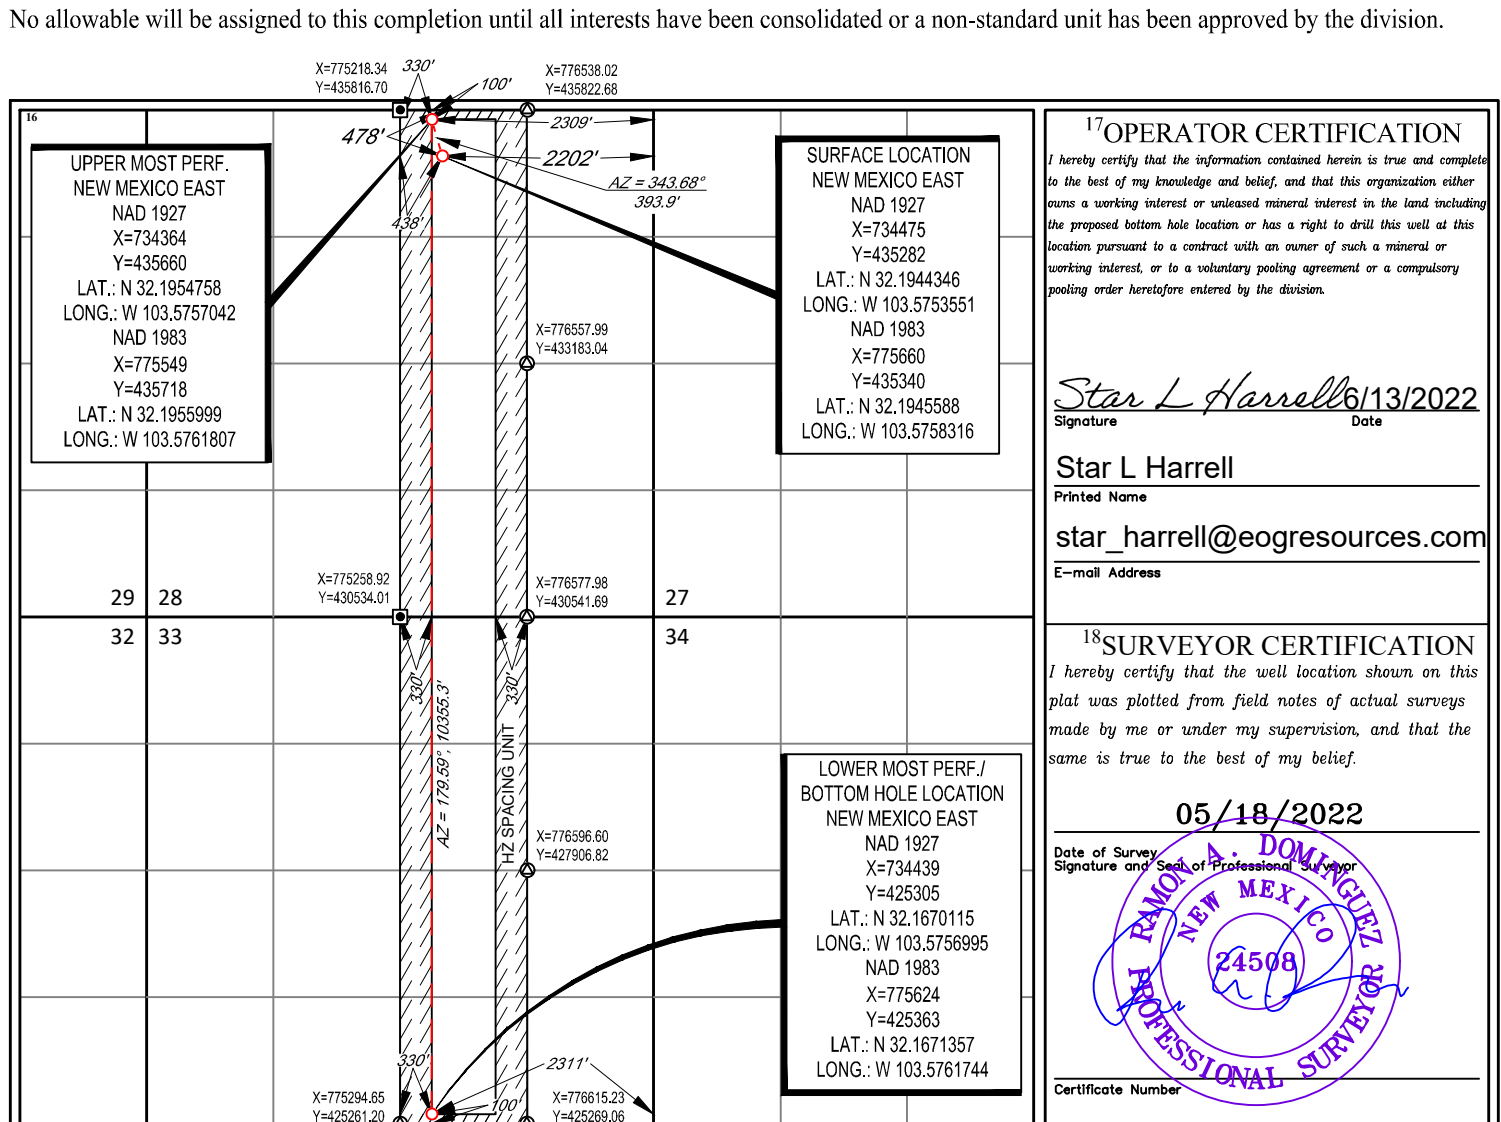 No allowable will be assigned to this completion until all interests have been consolidated or a non-standard unit has been approved by the division.
X=775218.34
Y=435816.70
330'
100'
X=776538.02
Y=435822.68
16
478'
2309'
2202'
AZ = 343.68°
393.9'
438'
UPPER MOST PERF.
NEW MEXICO EAST
NAD 1927
X=734364
Y=435660
LAT.: N 32.1954758
LONG.: W 103.5757042
NAD 1983
X=775549
Y=435718
LAT.: N 32.1955999
LONG.: W 103.5761807
SURFACE LOCATION
NEW MEXICO EAST
NAD 1927
X=734475
Y=435282
LAT.: N 32.1944346
LONG.: W 103.5753551
NAD 1983
X=775660
Y=435340
LAT.: N 32.1945588
LONG.: W 103.5758316
X=776557.99
Y=433183.04
X=775258.92
Y=430534.01
X=776577.98
Y=430541.69
29 28
27
32 33
34
330'
330'
AZ = 179.59°, 10355.3'
HZ SPACING UNIT
X=776596.60
Y=427906.82
LOWER MOST PERF./
BOTTOM HOLE LOCATION
NEW MEXICO EAST
NAD 1927
X=734439
Y=425305
LAT.: N 32.1670115
LONG.: W 103.5756995
NAD 1983
X=775624
Y=425363
LAT.: N 32.1671357
LONG.: W 103.5761744
330'
2311'
100'
X=775294.65
Y=425261.20
X=776615.23
Y=425269.06
17OPERATOR CERTIFICATION
I hereby certify that the information contained herein is true and complete
to the best of my knowledge and belief, and that this organization either
owns a working interest or unleased mineral interest in the land including
the proposed bottom hole location or has a right to drill this well at this
location pursuant to a contract with an owner of such a mineral or
working interest, or to a voluntary pooling agreement or a compulsory
pooling order heretofore entered by the division.
Star L Harrell 6/13/2022
Signature Date
Star L Harrell
Printed Name
star_harrell@eogresources.com
E-mail Address
18SURVEYOR CERTIFICATION
I hereby certify that the well location shown on this
plat was plotted from field notes of actual surveys
made by me or under my supervision, and that the
same is true to the best of my belief.
05/18/2022
Date of Survey
Signature and Seal of Professional Surveyor
RAMON A. DOMINGUEZ
NEW MEXICO
24508
PROFESSIONAL SURVEYOR
Certificate Number